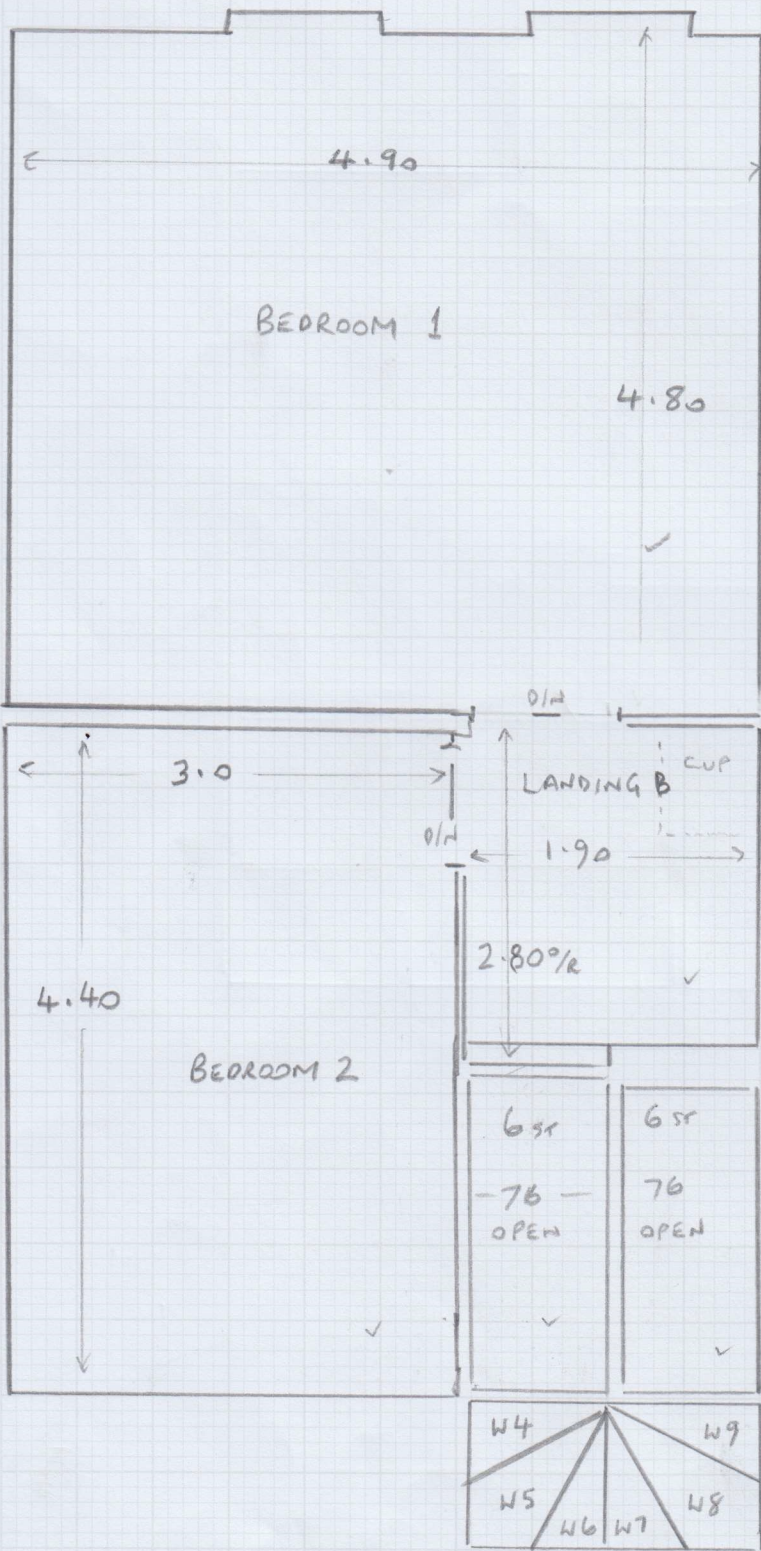 4.90
BEDROOM 1
4.80
D/N
3.0
LANDING B
CUP
D/N
1.90
2.80 O/R
4.40
BEDROOM 2
6 ST
6 ST
76
76
OPEN
OPEN
W4
W9
W5
W8
W6
W7